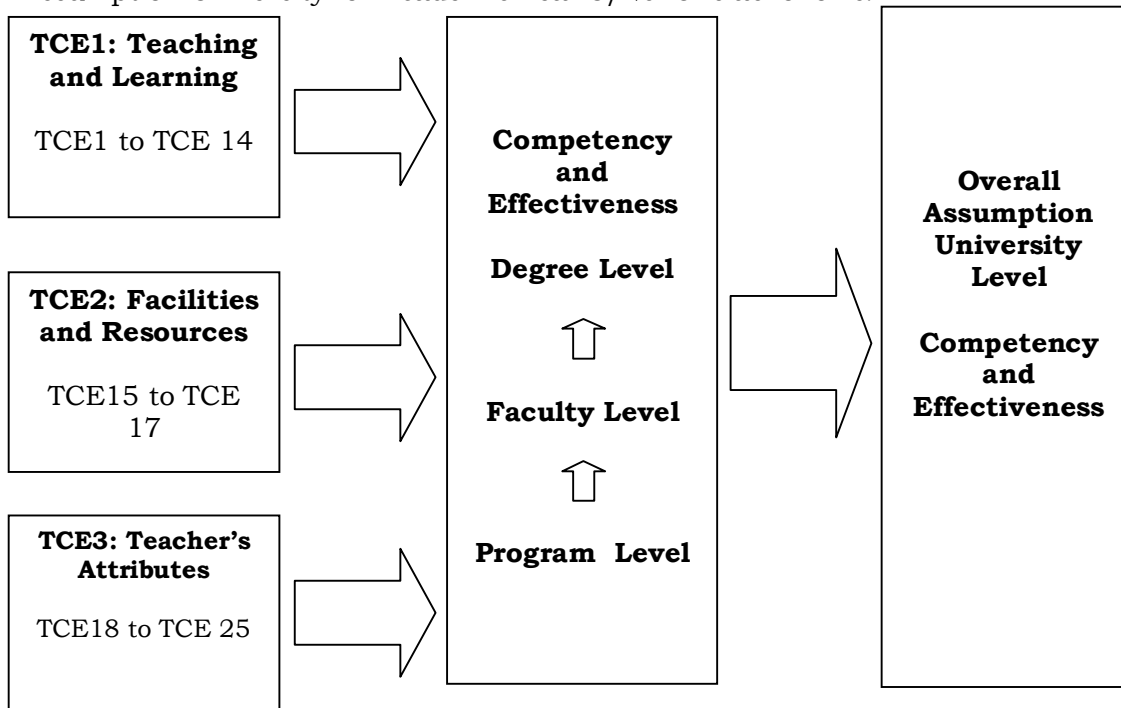 TCE1: Teaching
and Learning
TCE1 to TCE 14
TCE2: Facilities
and Resources
TCE15 to TCE
17
TCE3: Teacher’s
Attributes
TCE18 to TCE 25
Competency
and
Effectiveness
Degree Level
Faculty Level
Program Level
Overall
Assumption
University
Level
Competency
and
Effectiveness